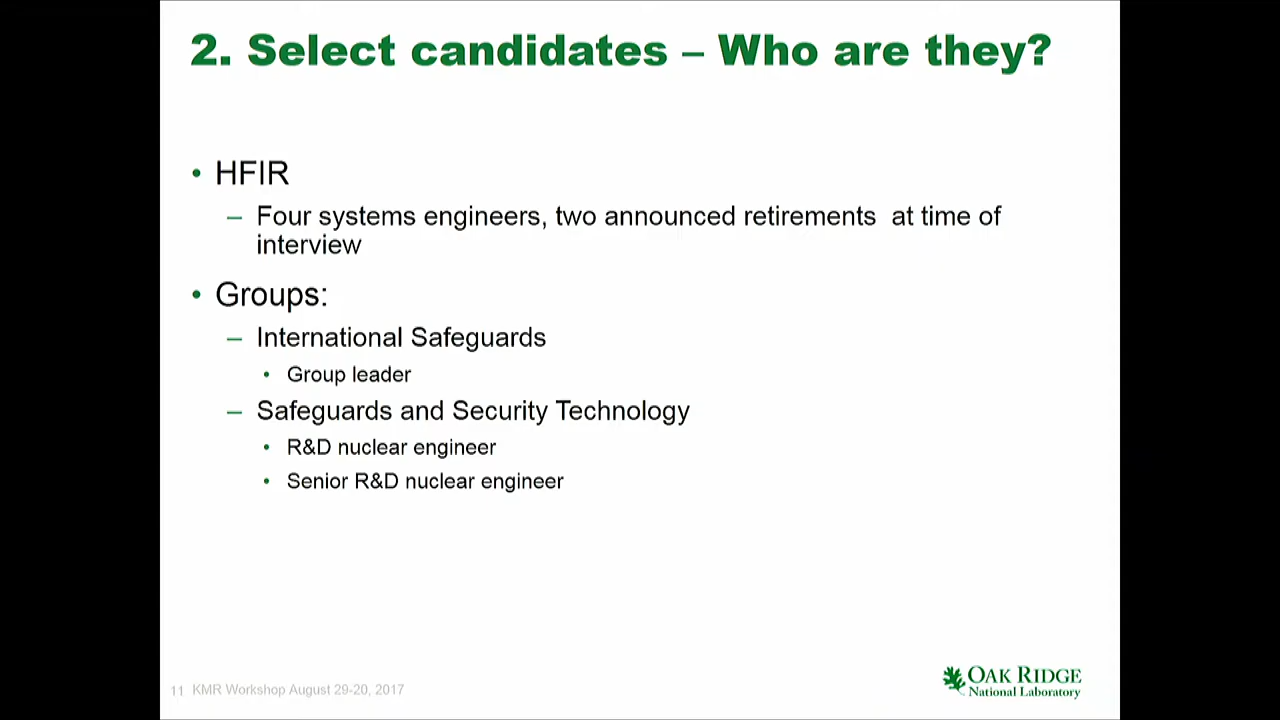 2. Select candidates – Who are they?
• HFIR
– Four systems engineers, two announced retirements at time of
interview
• Groups:
– International Safeguards
• Group leader
– Safeguards and Security Technology
• R&D nuclear engineer
• Senior R&D nuclear engineer
11 KMR Workshop August 29-20, 2017
OAK RIDGE
National Laboratory